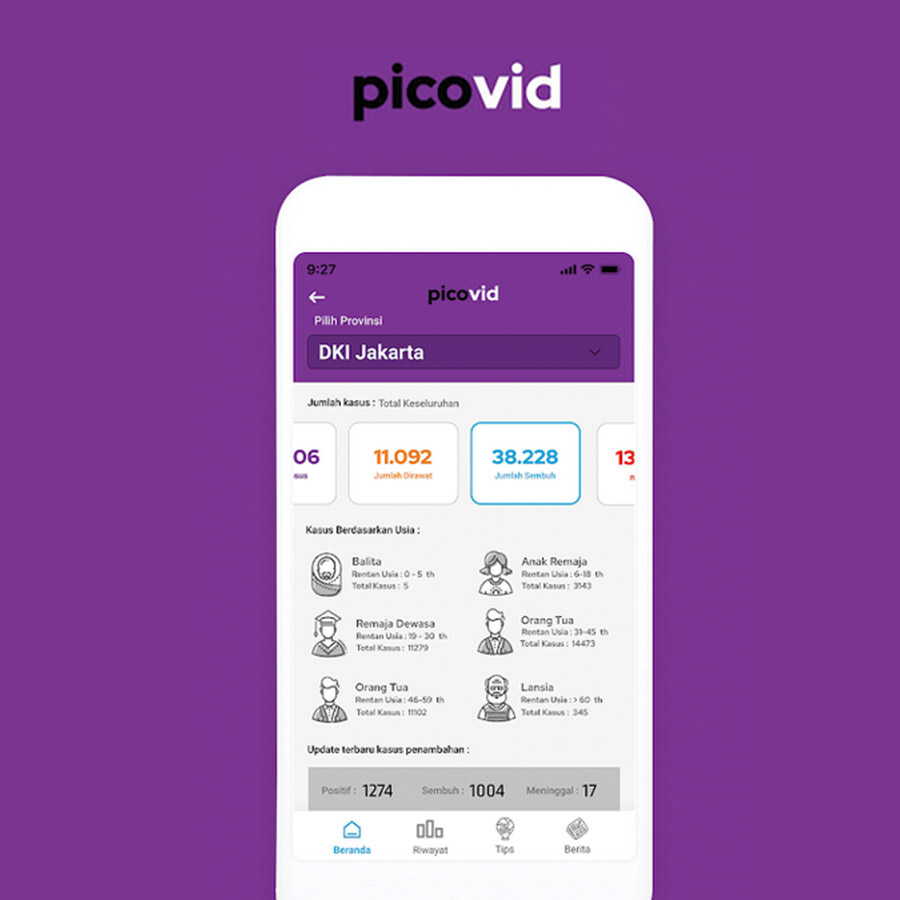 picovid
9:27
picovid
Pilih Provinsi
DKI Jakarta
Jumlah kasus : Total Keseluruhan
06 11.092 38.228 13
Jumlah Dirawat Jumlah Sembuh
Kasus Berdasarkan Usia :
Balita
Rentan Usia : 0 - 5 th
Total Kasus : 5
Anak Remaja
Rentan Usia : 6-18 th
Total Kasus : 3143
Remaja Dewasa
Rentan Usia : 19 - 30 th
Total Kasus : 11279
Orang Tua
Rentan Usia : 31-45 th
Total Kasus : 14473
Orang Tua
Rentan Usia : 46-59 th
Total Kasus : 11102
Lansia
Rentan Usia : > 60 th
Total Kasus : 345
Update terbaru kasus penambahan :
Positif : 1274 Sembuh : 1004 Meninggal : 17
Beranda Riwayat Tips Berita